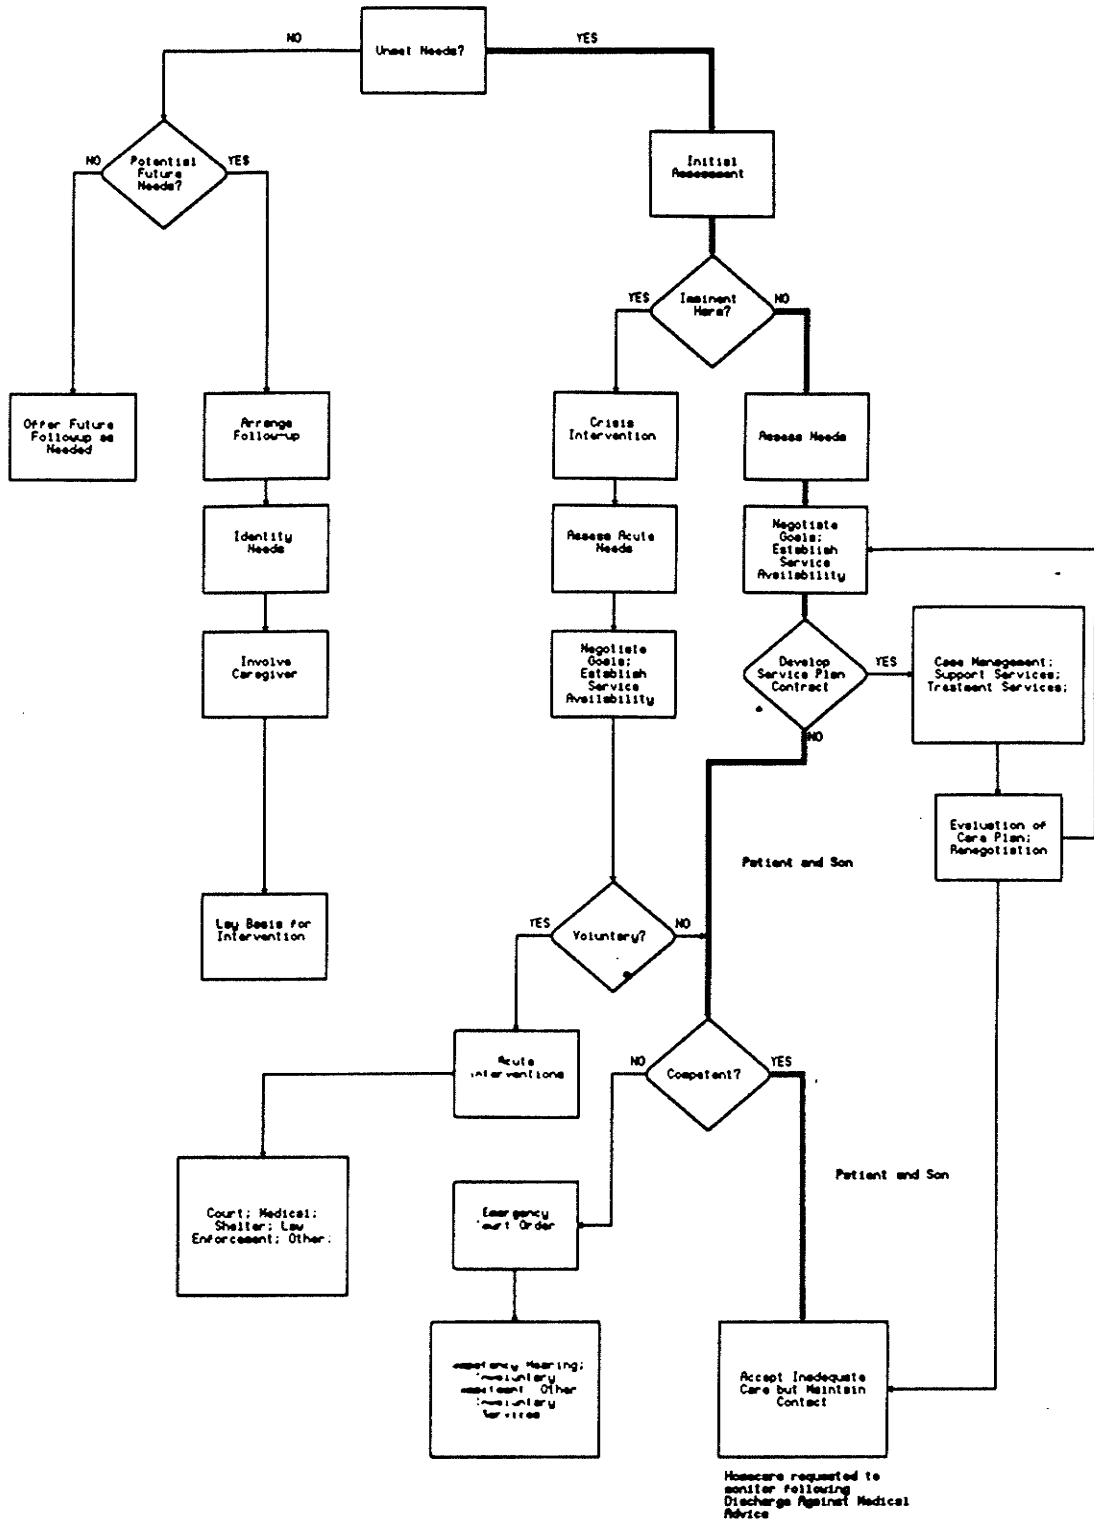 NO
YES
Unmet Needs?
NO
Potential
Future
Needs?
YES
Initial
Assessment
YES
Imminent
Harm?
NO
Offer Future
Followup as
Needed
Arrange
Follow-up
Crisis
Intervention
Assess Needs
Identity
Needs
Assess Acute
Needs
Negotiate
Goals;
Establish
Service
Availability
Involve
Caregiver
Negotiate
Goals;
Establish
Service
Availability
Develop
Service Plan
Contract
YES
NO
Case Management;
Support Services;
Treatment Services;
Evaluation of
Care Plan;
Renegotiation
Patient and Son
Lay Basis for
Intervention
YES
Voluntary?
NO
Acute
Interventions
NO
Competent?
YES
Court; Medical;
Shelter; Law
Enforcement; Other;
Emergency
Court Order
Patient and Son
Hearing;
Involuntary
Other
Involuntary
Services
Accept Inadequate
Care but Maintain
Contact
Homecare requested to
monitor following
Discharge Against Medical
Advice